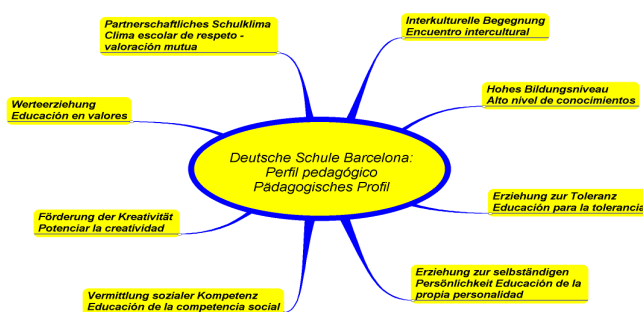 Partnerschaftliches Schulklima
Clima escolar de respeto -
valoración mutua
Interkulturelle Begegnung
Encuentro intercultural
Hohes Bildungsniveau
Alto nivel de conocimientos
Werteerziehung
Educación en valores
Deutsche Schule Barcelona:
Perfil pedagógico
Pädagogisches Profil
Erziehung zur Toleranz
Educación para la tolerancia
Förderung der Kreativität
Potenciar la creatividad
Erziehung zur selbständigen
Persönlichkeit Educación de la
propia personalidad
Vermittlung sozialer Kompetenz
Educación de la competencia social